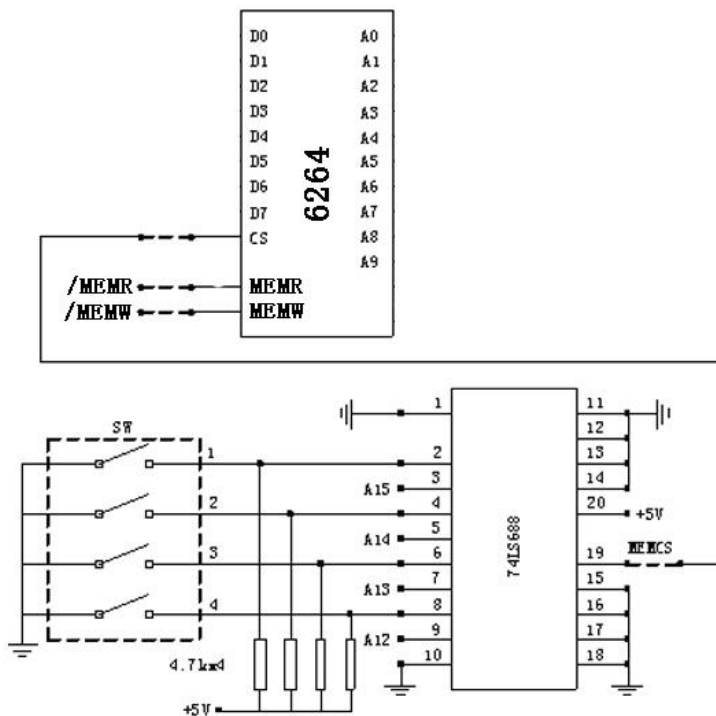 D0 A0
D1 A1
D2 A2
D3 A3
D4 A4
D5 A5
D6 A6
D7 A7
CS A8
A9
6264
/MEMR MEMR
/MEMW MEMW
SW
1
2
3
4
4.7k×4
+5V
1 11
12
2 13
A15 3 14
4 20 +5V
A14 5
6 19 MEMCS
A13 7 15
8 16
A12 9 17
10 18
74LS688